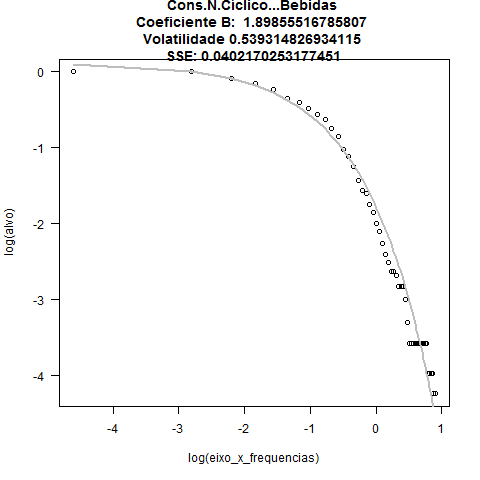 Cons.N.Ciclico...Bebidas
Coeficiente B:  1.89855516785807
Volatilidade 0.539314826934115
SSE: 0.0402170253177451
0
-1
-2
-3
-4
log(alvo)
-4 -3 -2 -1 0 1
log(eixo_x_frequencias)